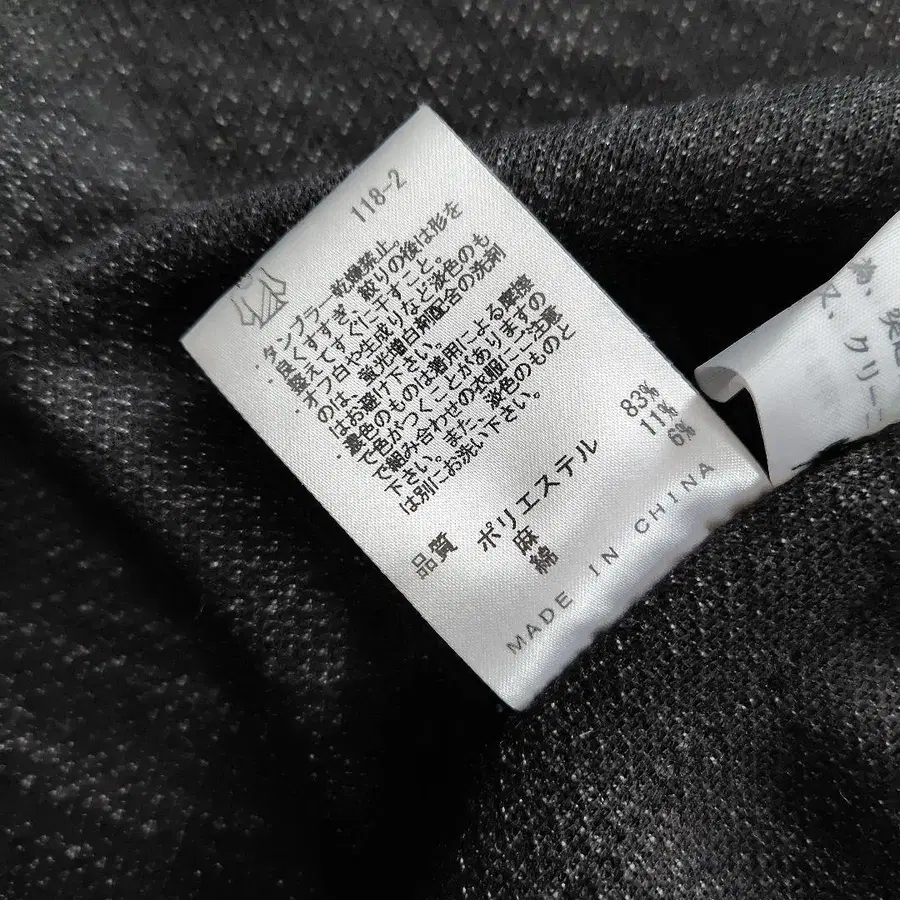 118-2
・タンブラー乾燥禁止
・良くすすぎ、絞りの後は形を
整えてすぐに干すこと。
・オフ白や生成りなど淡色のも
のは、蛍光増白剤配合の洗剤
はお避け下さい。
・濃色のものは着用による摩擦
で色がつくことがありますの
で組み合わせの衣服にご注意
下さい。また、淡色のものと
は別にお洗い下さい。
品質 ポリエステル 83%
麻 11%
綿 6%
MADE IN CHINA
ス、クリー